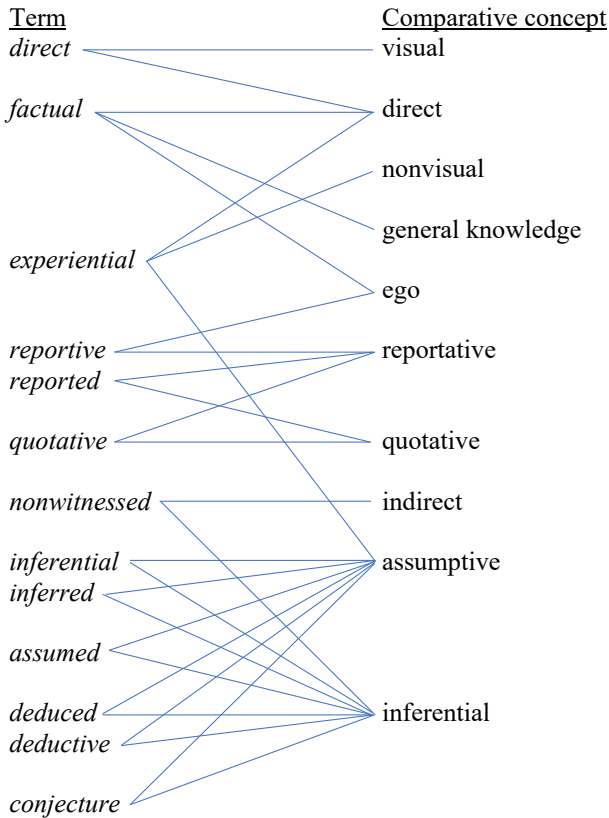 Term Comparative concept
direct visual
factual direct
nonvisual
general knowledge
experiential
ego
reportive reportative
reported
quotative quotative
nonwitnessed indirect
inferential assumptive
inferred
assumed
deduced inferential
deductive
conjecture